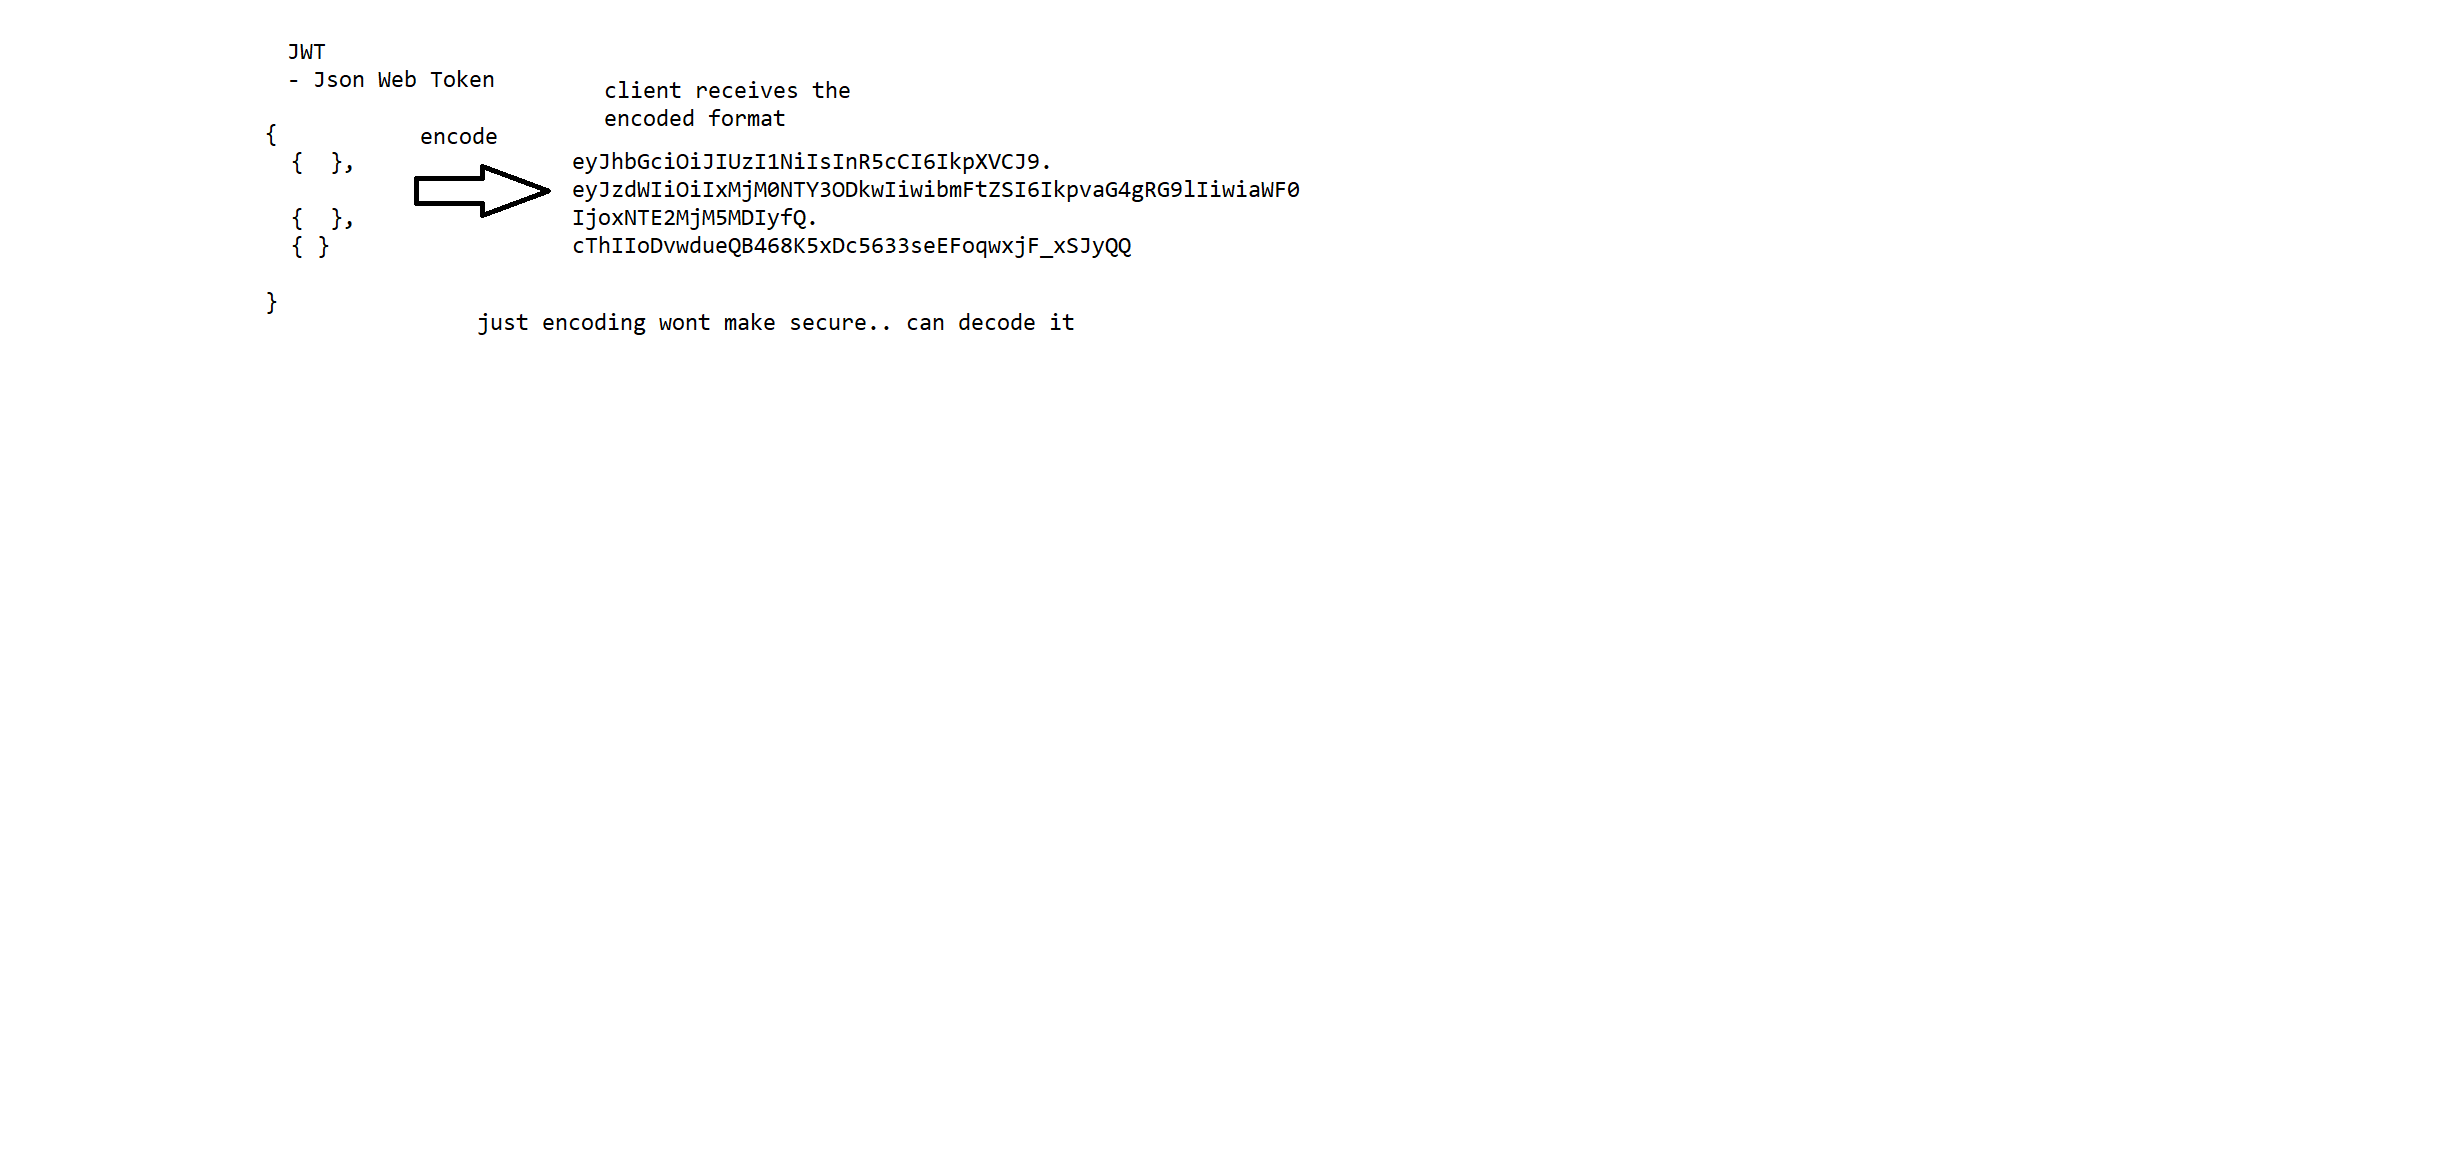 JWT
- Json Web Token
client receives the
encoded format
{
encode
{  },
eyJhbGciOiJIUzI1NiIsInR5cCI6IkpXVCJ9.
eyJzdWIiOiIxMjM0NTY3ODkwIiwibmFtZSI6IkpvaG4gRG9lIiwiaWF0
{  },
IjoxNTE2MjM5MDIyfQ.
{ }
cThIIoDvwdueQB468K5xDc5633seEFoqwxjF_xSJyQQ
}
just encoding wont make secure.. can decode it